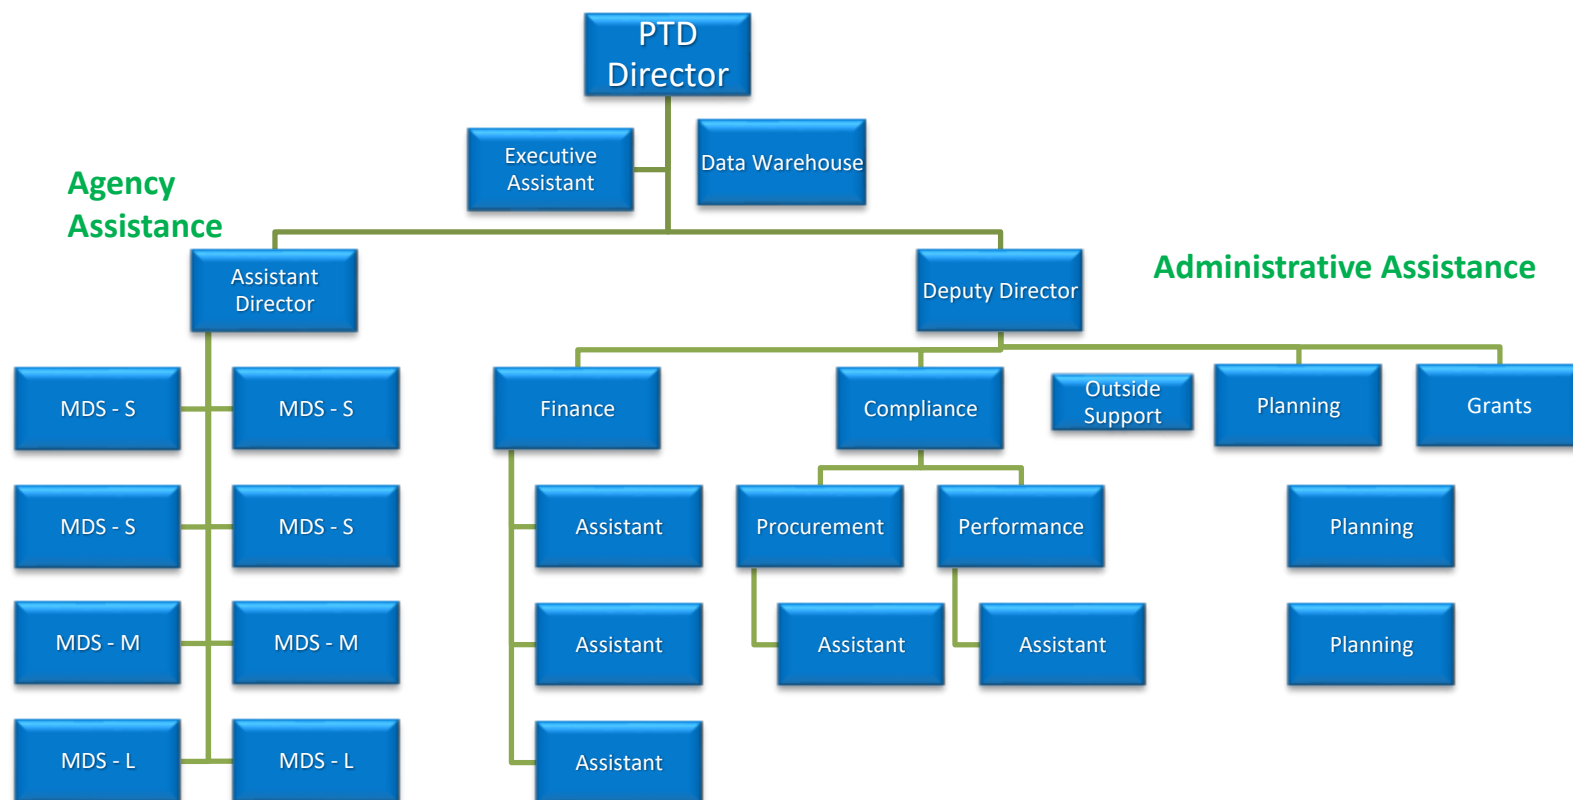 PTD
Director
Executive
Assistant
Data Warehouse
Agency
Assistance
Assistant
Director
Deputy Director
Administrative Assistance
MDS - S
MDS - S
Finance
Compliance
Outside
Support
Planning
Grants
MDS - S
MDS - S
Assistant
Procurement
Performance
Planning
MDS - M
MDS - M
Assistant
Assistant
Assistant
Planning
MDS - L
MDS - L
Assistant